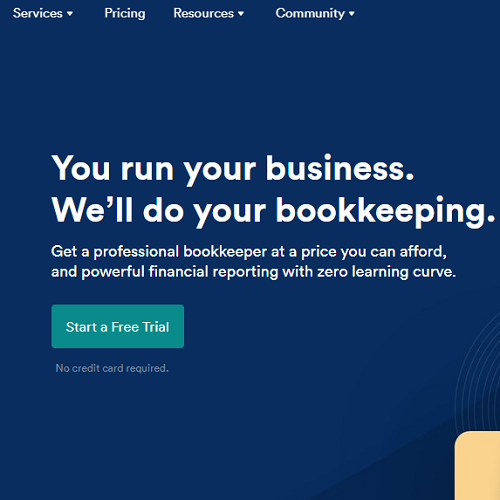 Services ▾ Pricing Resources ▾ Community ▾
You run your business.
We’ll do your bookkeeping.
Get a professional bookkeeper at a price you can afford,
and powerful financial reporting with zero learning curve.
Start a Free Trial
No credit card required.